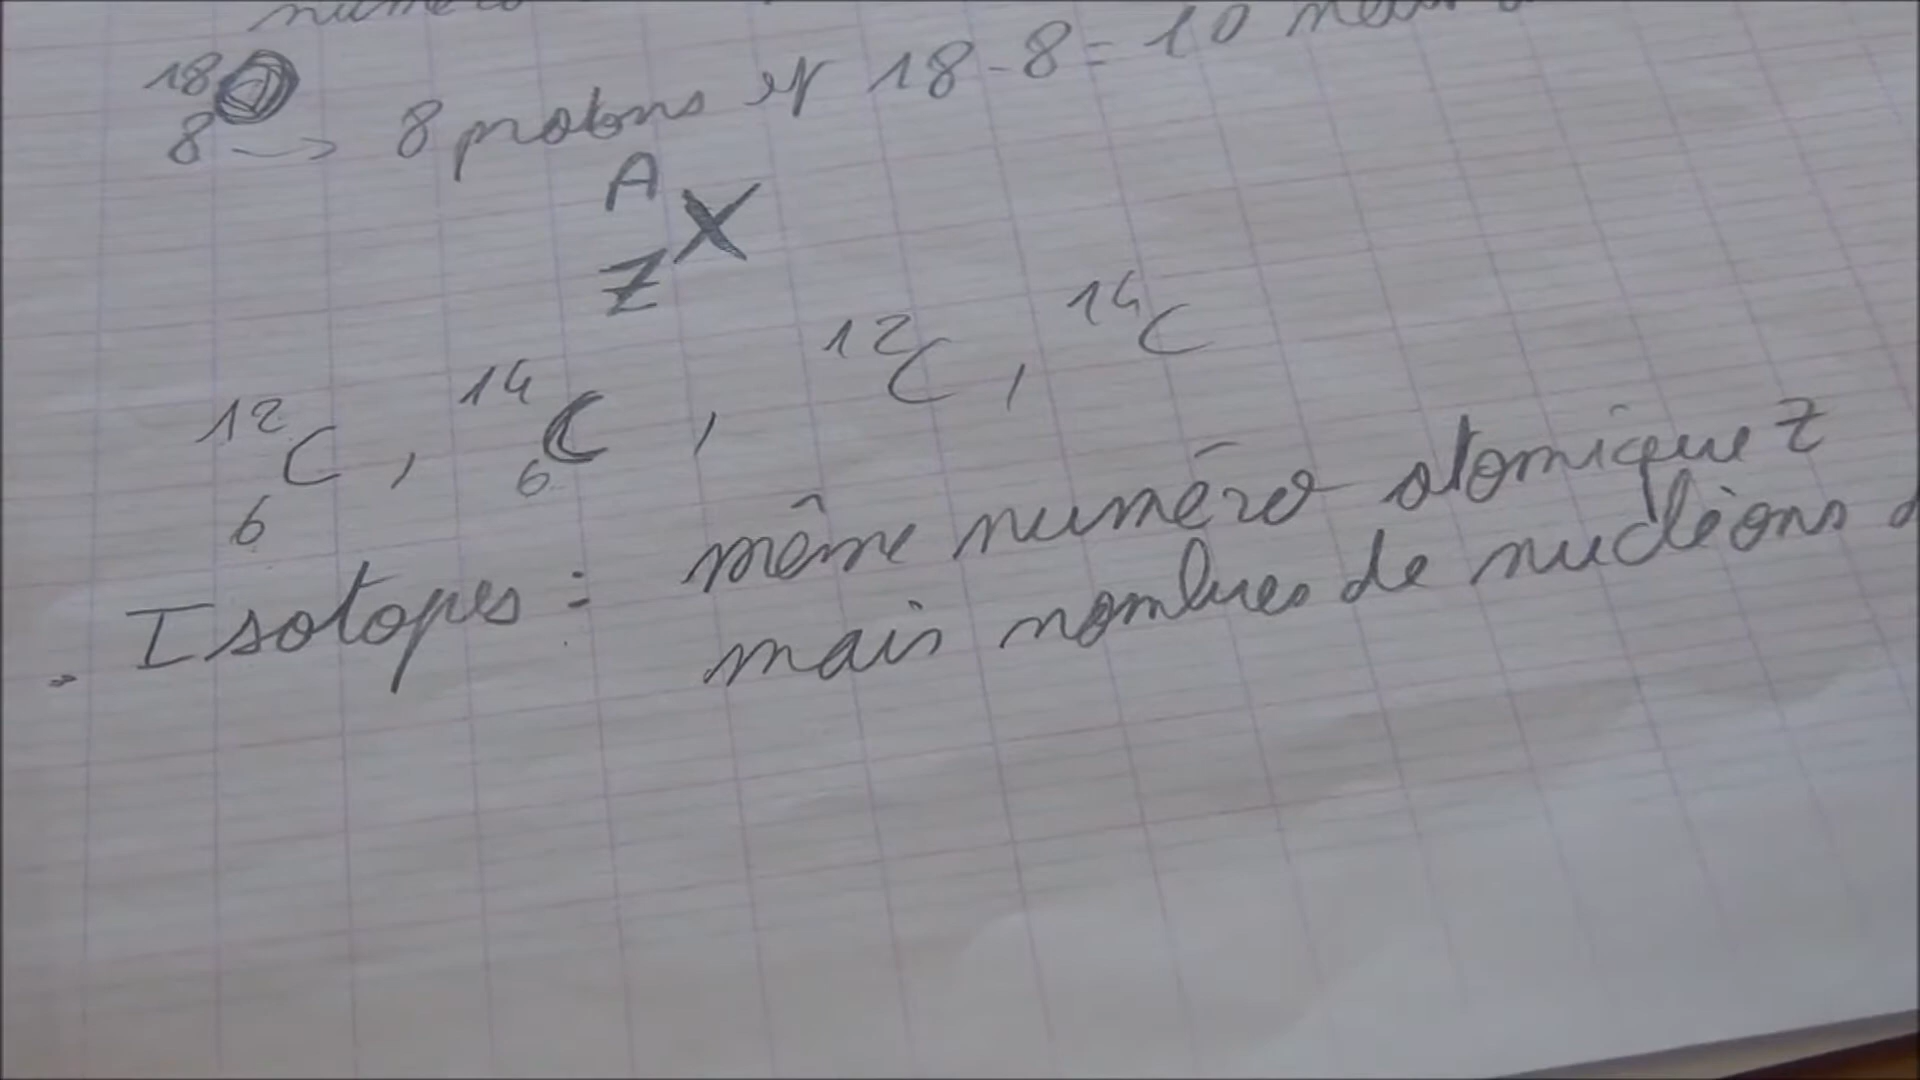 numéro
18 O
8 → 8 protons et 18 - 8 = 10
A
X
Z
12 C, 14 C, 12 C, 14 C
6 6
. Isotopes : même numéro atomique Z
mais nombres de nucléons